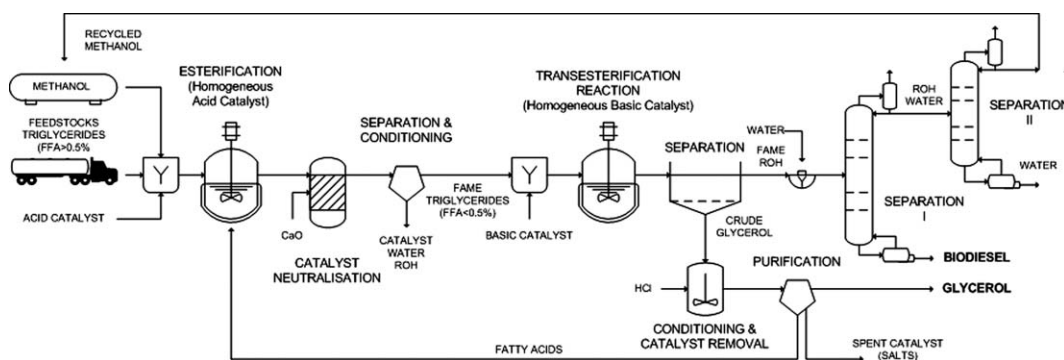 RECYCLED
METHANOL
METHANOL
FEEDSTOCKS
TRIGLYCERIDES
(FFA>0.5%)
ACID CATALYST
ESTERIFICATION
(Homogeneous
Acid Catalyst)
Y
CaO
CATALYST
NEUTRALISATION
SEPARATION &
CONDITIONING
CATALYST
WATER
ROH
FAME
TRIGLYCERIDES
(FFA<0.5%)
Y
BASIC CATALYST
TRANSESTERIFICATION
REACTION
(Homogeneous Basic Catalyst)
SEPARATION
CRUDE
GLYCEROL
WATER
FAME
ROH
ROH
WATER
SEPARATION
II
WATER
SEPARATION
I
BIODIESEL
PURIFICATION
GLYCEROL
HCl
CONDITIONING &
CATALYST REMOVAL
FATTY ACIDS
SPENT CATALYST
(SALTS)